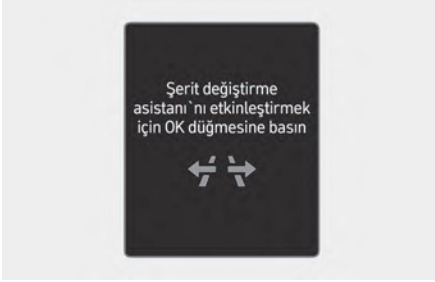 Şerit değiştirme
asistanı`nı etkinleştirmek
için OK düğmesine basın